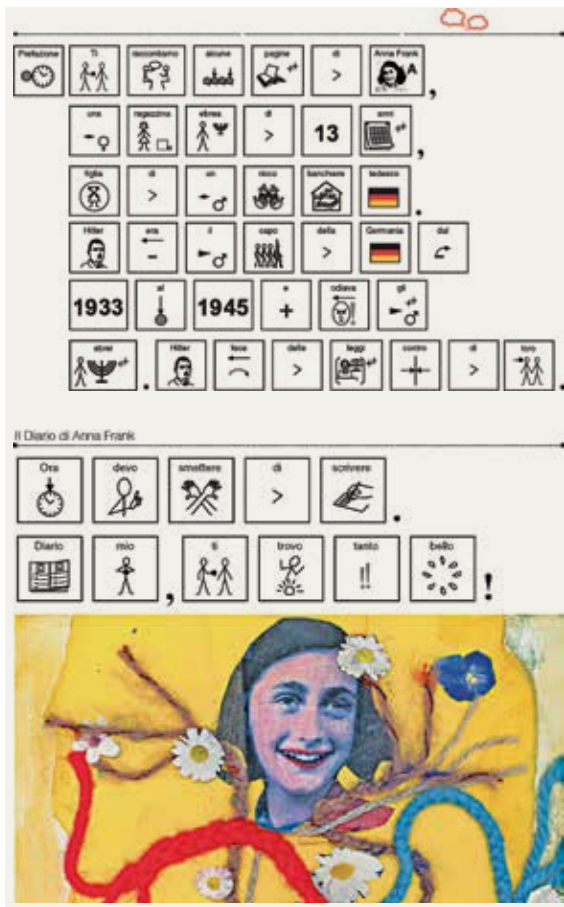 Prefazione Ti raccontiamo alcune pagine di Anna Frank
> A ,
una ragazzina ebrea di anni
> 13 ,
figlia di un ricco banchiere tedesco
> .
Hitler era il capo della Germania dal
- >
al e odiava gli
1933 1945 + !
ebrei Hitler fece delle leggi contro di loro
. > > .
Il Diario di Anna Frank
Ora devo smettere di scrivere
> .
Diario mio ti trovo tanto bello
, !! !